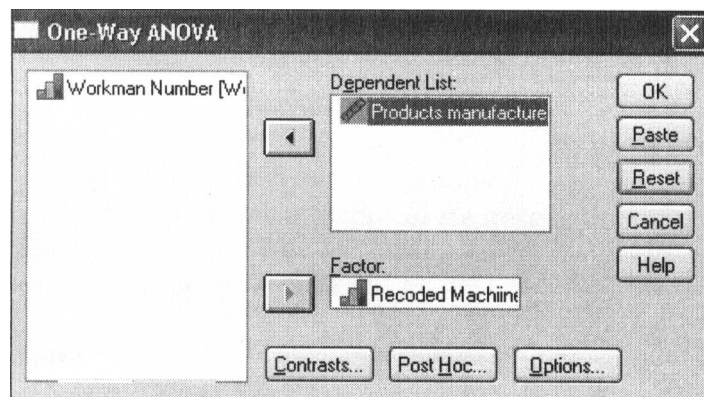 One-Way ANOVA
Workman Number [W
Dependent List:
Products manufacture
OK
Paste
Reset
Cancel
Help
Factor:
Recoded Machiine
Contrasts...
Post Hoc...
Options...